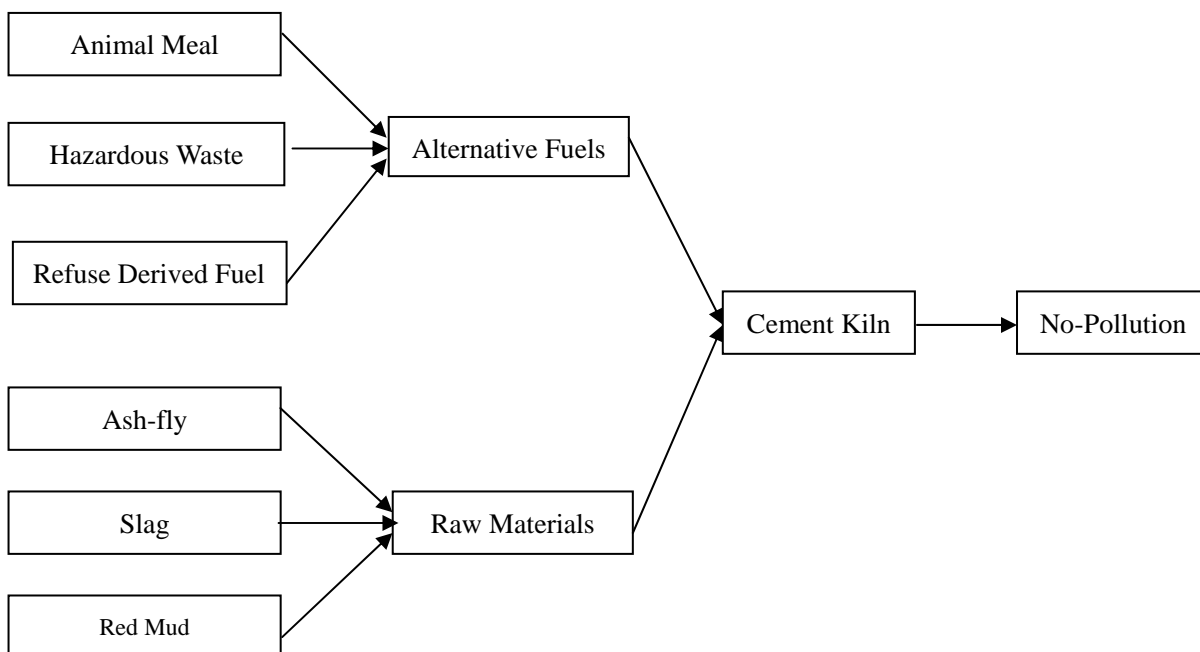 Animal Meal
Hazardous Waste
Refuse Derived Fuel
Alternative Fuels
Cement Kiln
No-Pollution
Ash-fly
Slag
Red Mud
Raw Materials